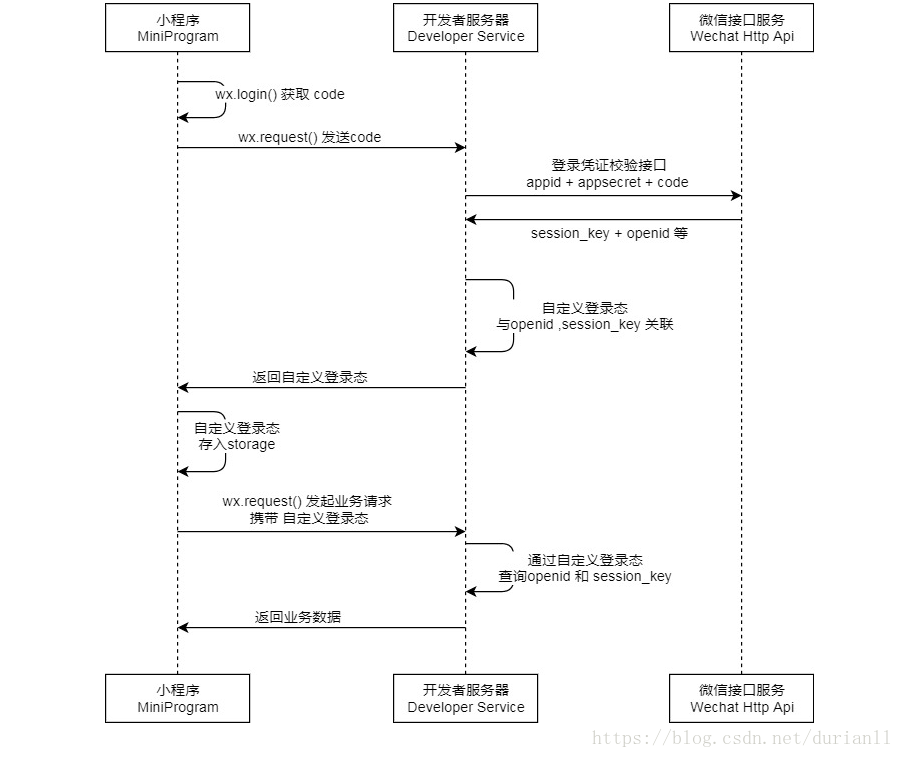 小程序
MiniProgram
开发者服务器
Developer Service
微信接口服务
Wechat Http Api
wx.login() 获取 code
wx.request() 发送code
登录凭证校验接口
appid + appsecret + code
session_key + openid 等
自定义登录态
与openid ,session_key 关联
返回自定义登录态
自定义登录态
存入storage
wx.request() 发起业务请求
携带 自定义登录态
通过自定义登录态
查询openid 和 session_key
返回业务数据
小程序
MiniProgram
开发者服务器
Developer Service
微信接口服务
Wechat Http Api
https://blog.csdn.net/durianll